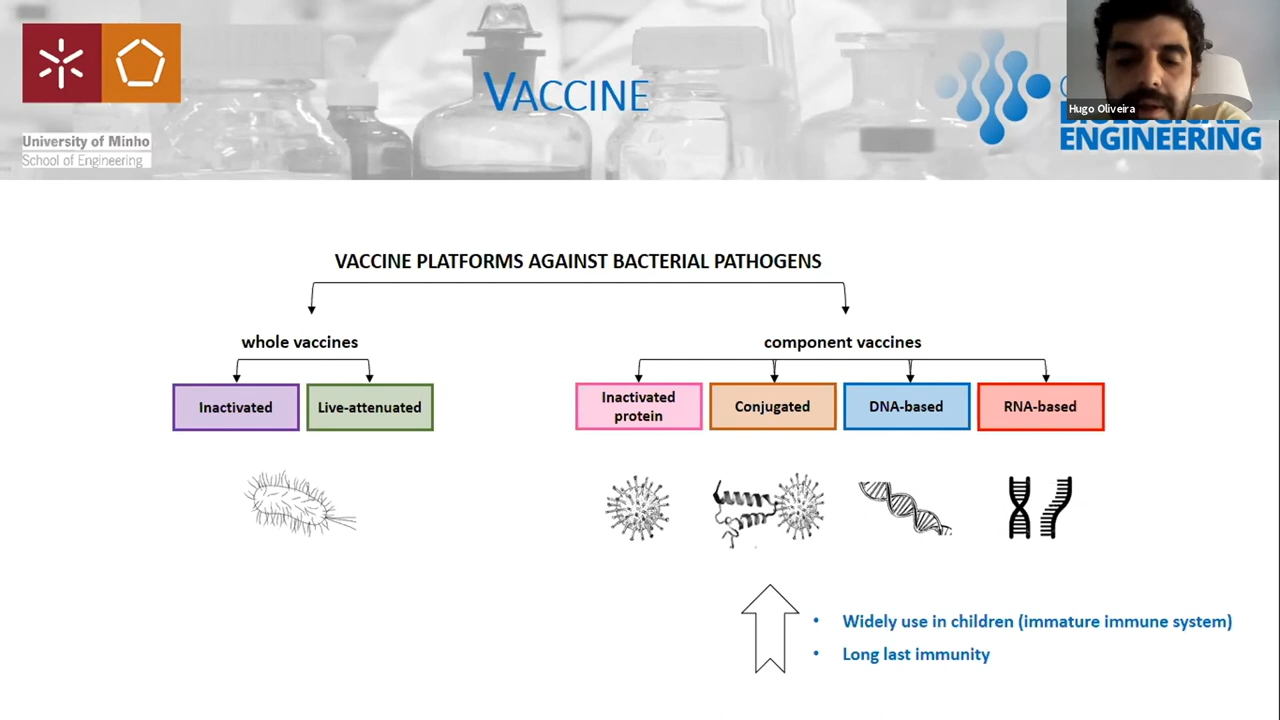 VACCINE
University of Minho
School of Engineering
Hugo Oliveira
ENGINEERING
VACCINE PLATFORMS AGAINST BACTERIAL PATHOGENS
whole vaccines
component vaccines
Inactivated
Live-attenuated
Inactivated
protein
Conjugated
DNA-based
RNA-based
• Widely use in children (immature immune system)
• Long last immunity